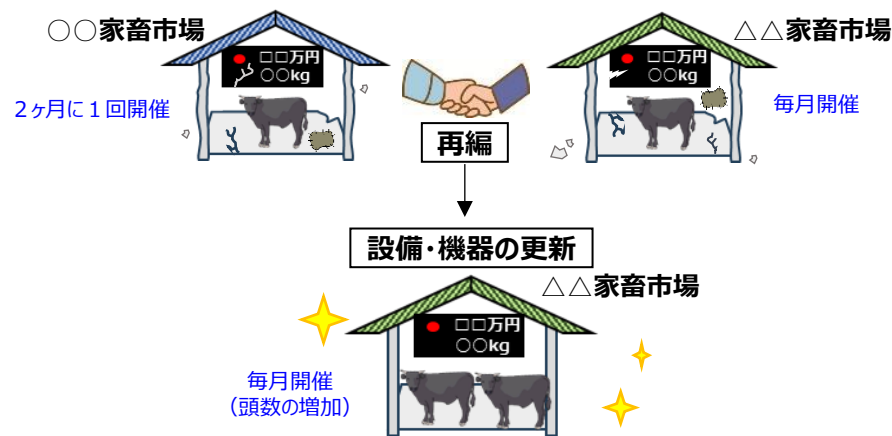 ○○家畜市場
□□万円
○○kg
2ヶ月に1回開催
△△家畜市場
□□万円
○○kg
毎月開催
再編
設備・機器の更新
△△家畜市場
□□万円
○○kg
毎月開催
（頭数の増加）